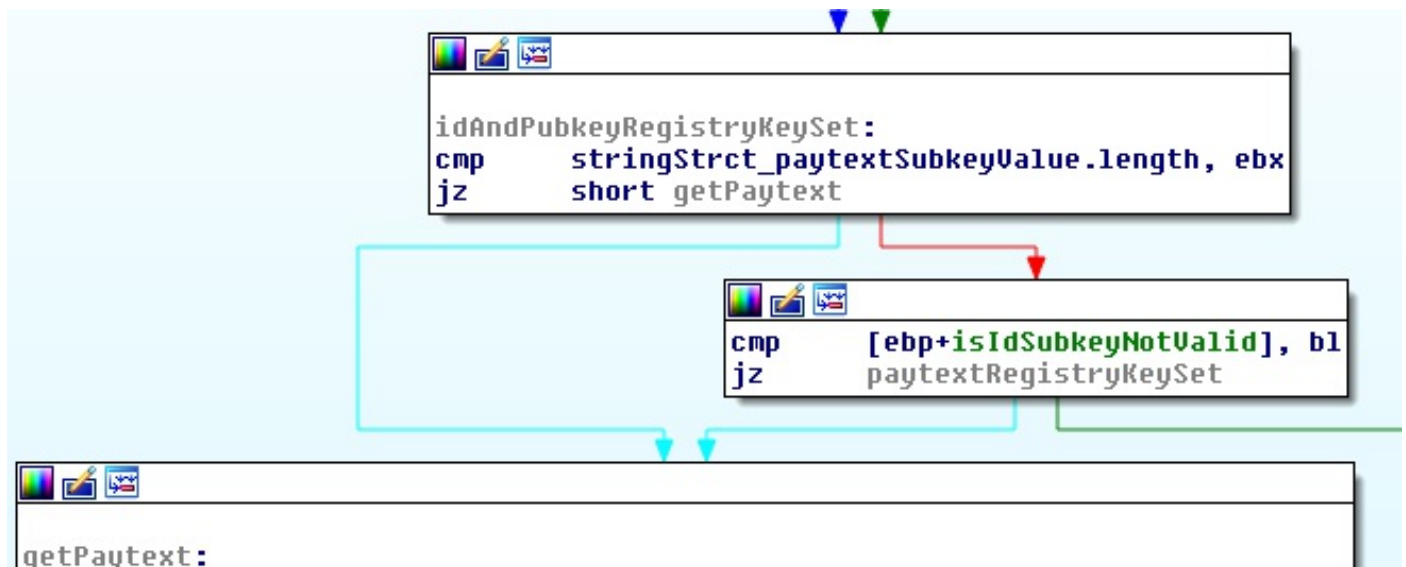 idAndPubkeyRegistryKeySet:
cmp stringStrct_paytextSubkeyValue.length, ebx
jz short getPaytext
cmp [ebp+isIdSubkeyNotValid], bl
jz paytextRegistryKeySet
getPaytext: